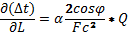 ∂(Δt)/∂L = α 2cosφ/Fc² * Q